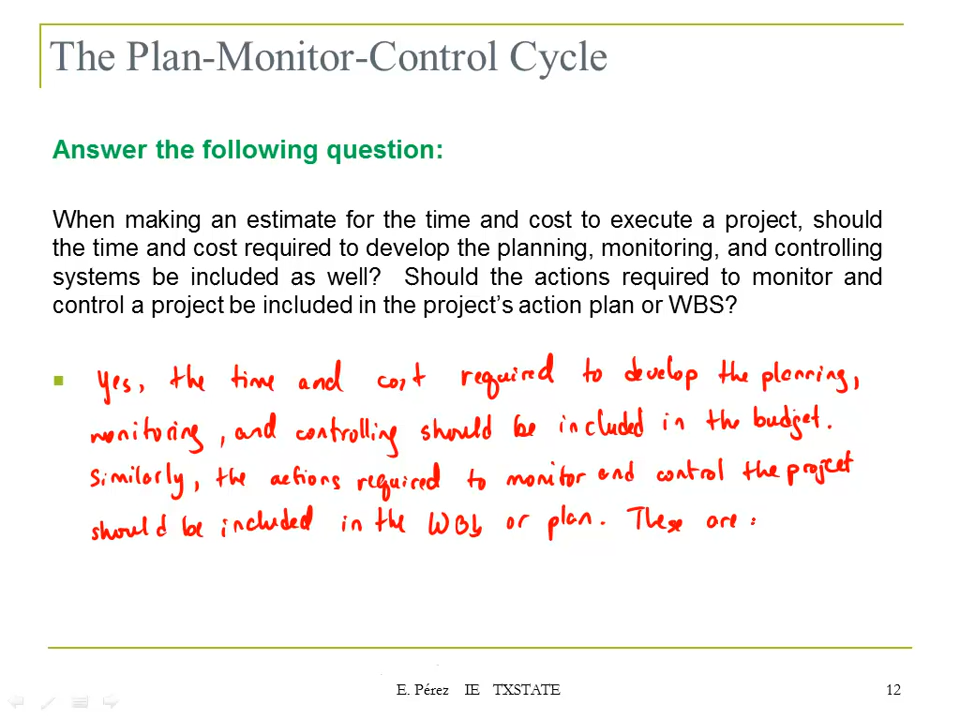 The Plan-Monitor-Control Cycle
Answer the following question:
When making an estimate for the time and cost to execute a project, should
the time and cost required to develop the planning, monitoring, and controlling
systems be included as well? Should the actions required to monitor and
control a project be included in the project's action plan or WBS?
Yes, the time and cost required to develop the planning,
monitoring, and controlling should be included in the budget.
Similarly, the actions required to monitor and control the project
should be included in the WBS or plan. These are
E. Pérez IE TXSTATE
12